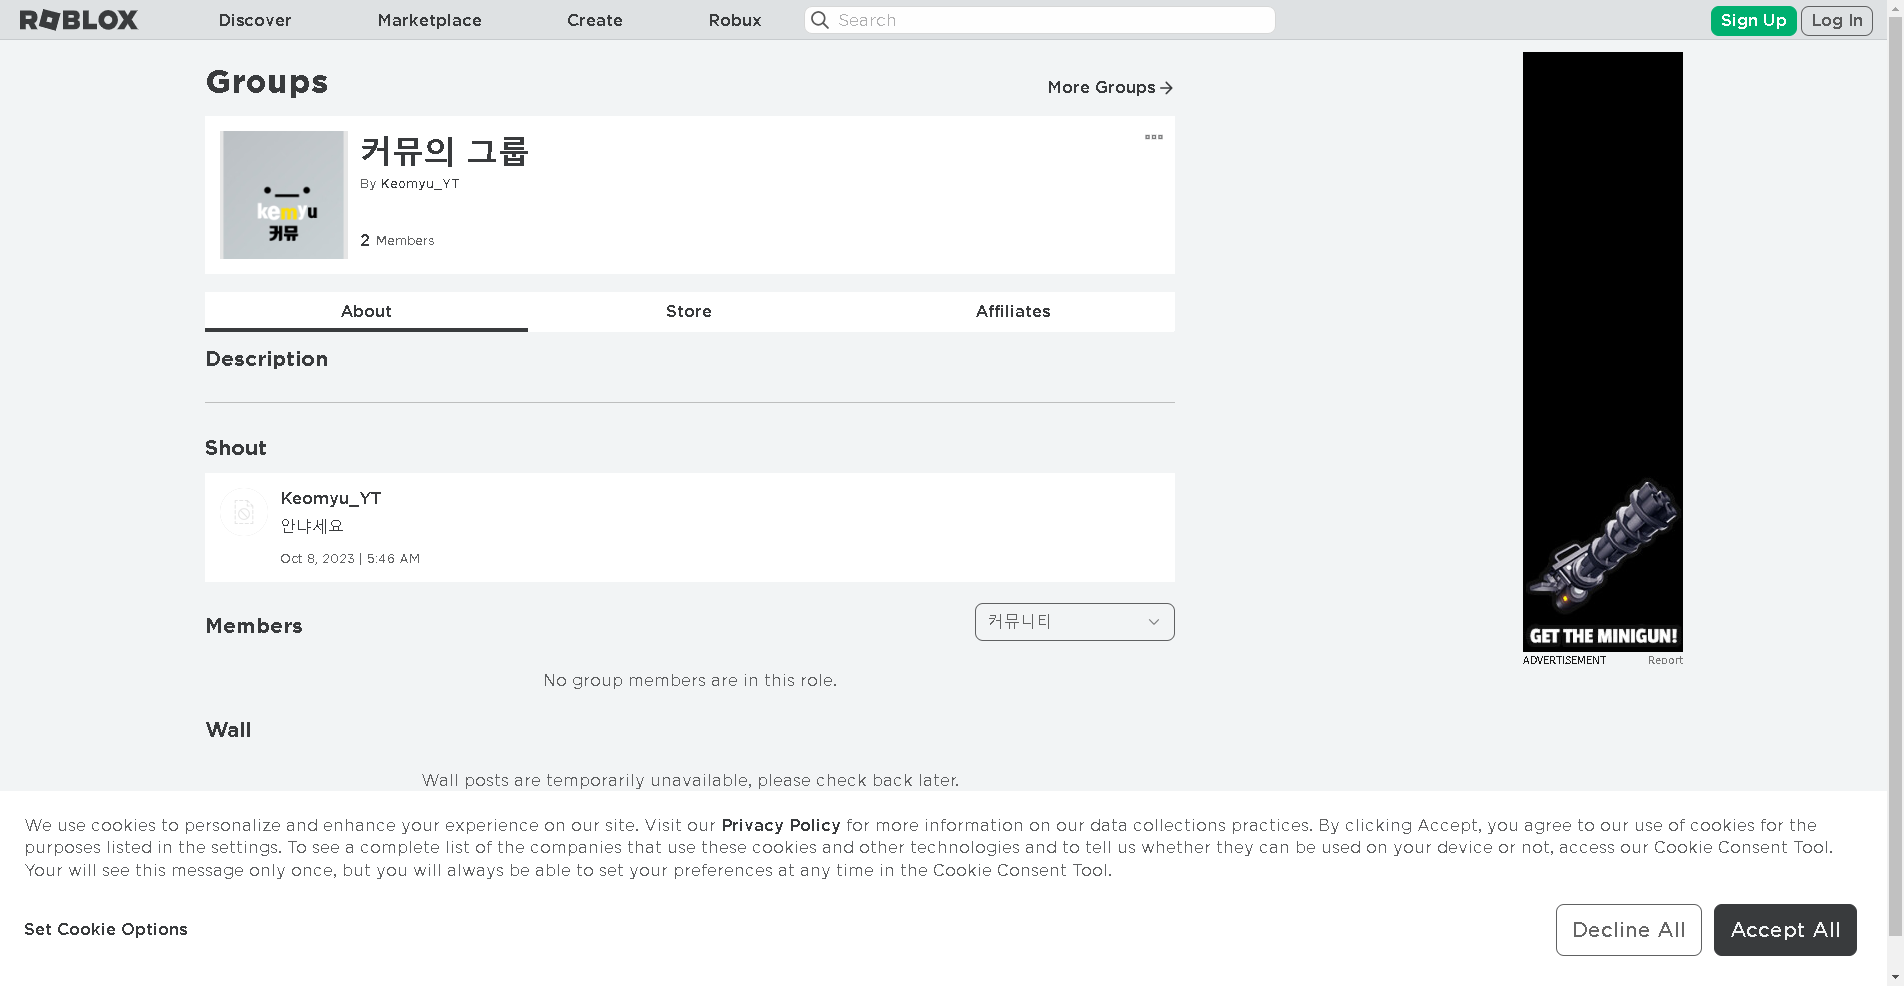 ROBLOX
Discover
Marketplace
Create
Robux
Search
Sign Up
Log In
Groups
More Groups
커뮤의 그룹
By Keomyu_YT
2 Members
kemyu
커뮤
About
Store
Affiliates
Description
Shout
Keomyu_YT
안냐세요
Oct 8, 2023 | 5:46 AM
Members
커뮤니티
No group members are in this role.
Wall
Wall posts are temporarily unavailable, please check back later.
GET THE MINIGUN!
ADVERTISEMENT
Report
We use cookies to personalize and enhance your experience on our site. Visit our Privacy Policy for more information on our data collections practices. By clicking Accept, you agree to our use of cookies for the
purposes listed in the settings. To see a complete list of the companies that use these cookies and other technologies and to tell us whether they can be used on your device or not, access our Cookie Consent Tool.
Your will see this message only once, but you will always be able to set your preferences at any time in the Cookie Consent Tool.
Set Cookie Options
Decline All
Accept All